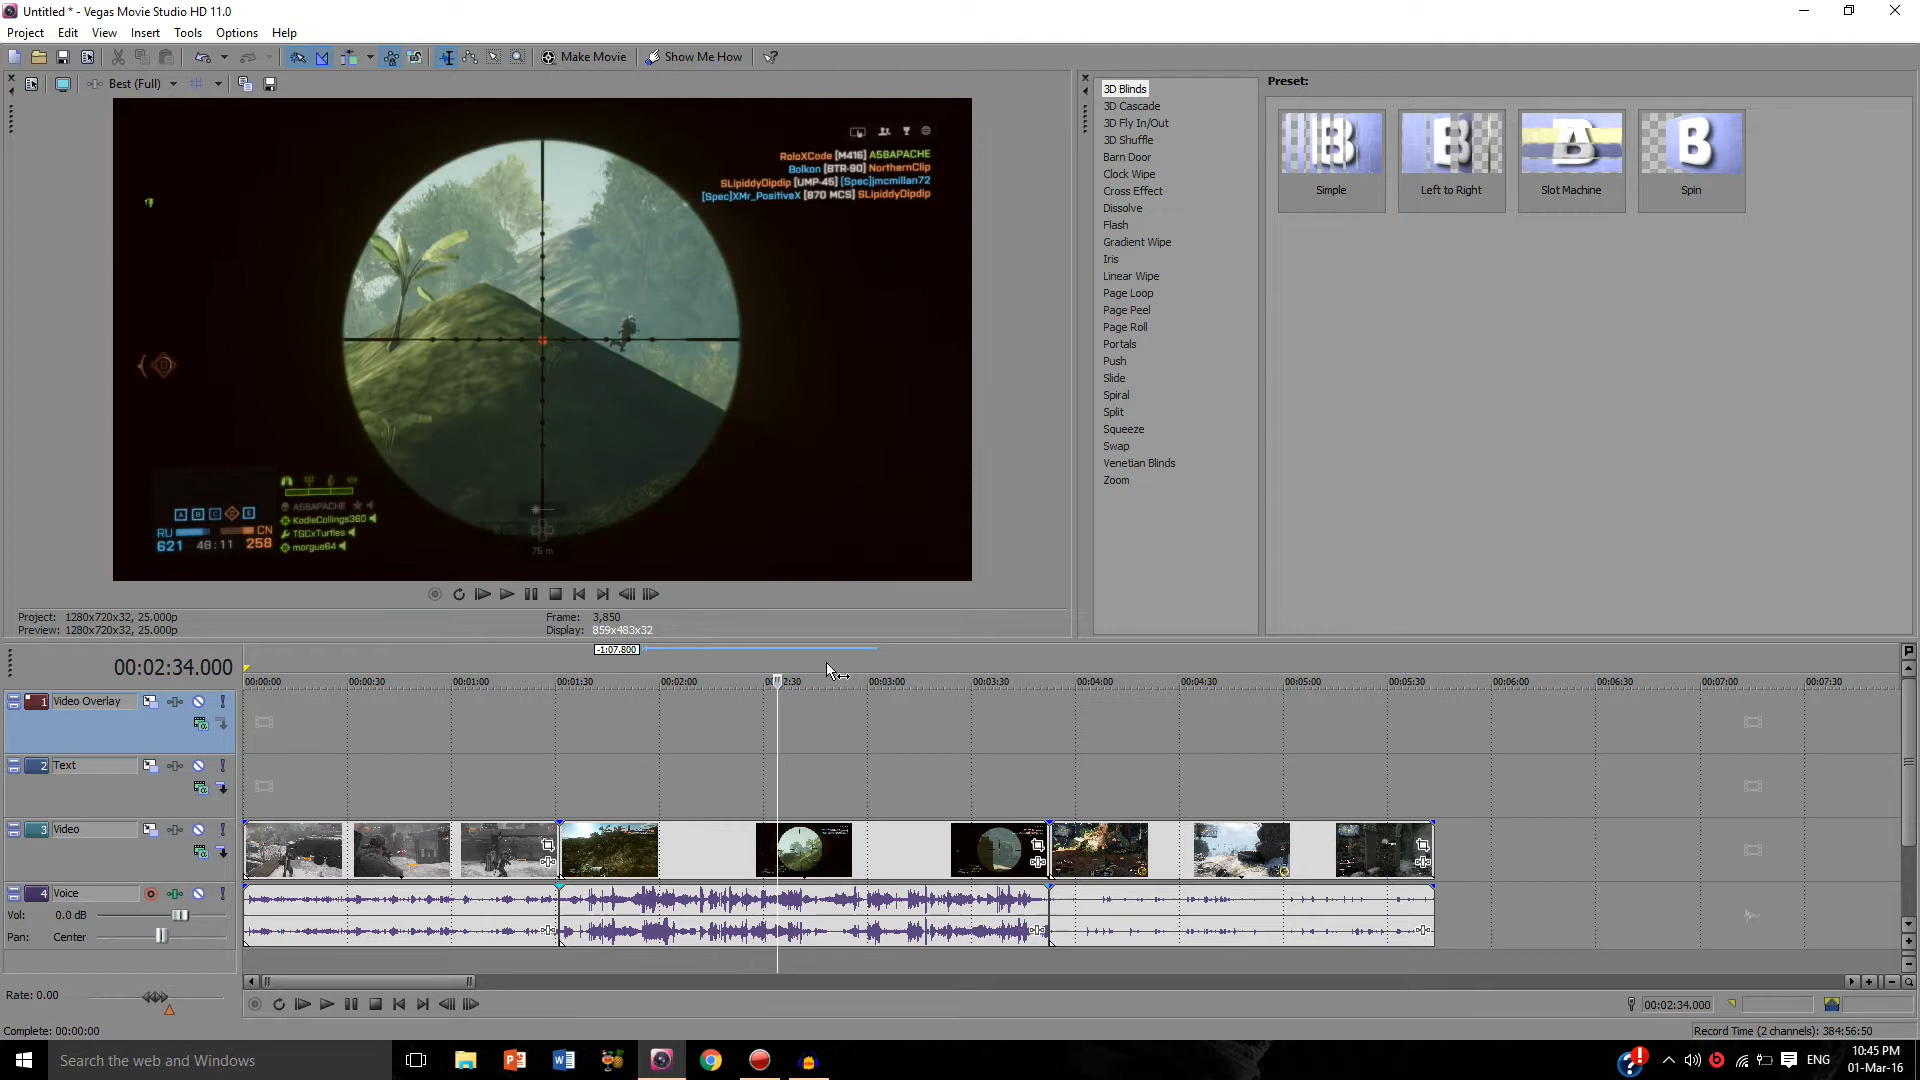 Untitled * - Vegas Movie Studio HD 11.0
Project Edit View Insert Tools Options Help
Make Movie Show Me How
Best (Full)
RoloXCode [M416] A58APACHE
Bolkon [BTR-90] NorthernClip
SLipiddyDipdip [UMP-45] [Spec]jmcmillan72
[Spec]XMr_PositiveX [870 MCS] SLipiddyDipdip
D
A B C E
RU CN
621 48:11 258
A58APACHE
KodieCollings360
TGCxTurtles
morgue64
75 m
Project: 1280x720x32, 25.000p
Preview: 1280x720x32, 25.000p
Frame: 3,850
Display: 859x483x32
3D Blinds
3D Cascade
3D Fly In/Out
3D Shuffle
Barn Door
Clock Wipe
Cross Effect
Dissolve
Flash
Gradient Wipe
Iris
Linear Wipe
Page Loop
Page Peel
Page Roll
Portals
Push
Slide
Spiral
Split
Squeeze
Swap
Venetian Blinds
Zoom
Preset:
Simple Left to Right Slot Machine Spin
-1:07.800
00:02:34.000
00:00:00 00:00:30 00:01:00 00:01:30 00:02:00 00:02:30 00:03:00 00:03:30 00:04:00 00:04:30 00:05:00 00:05:30 00:06:00 00:06:30 00:07:00 00:07:30
1 Video Overlay
2 Text
3 Video
4 Voice
Vol: 0.0 dB
Pan: Center
Rate: 0.00
00:02:34.000
Complete: 00:00:00
Record Time (2 channels): 384:56:50
Search the web and Windows
ENG
10:45 PM
01-Mar-16